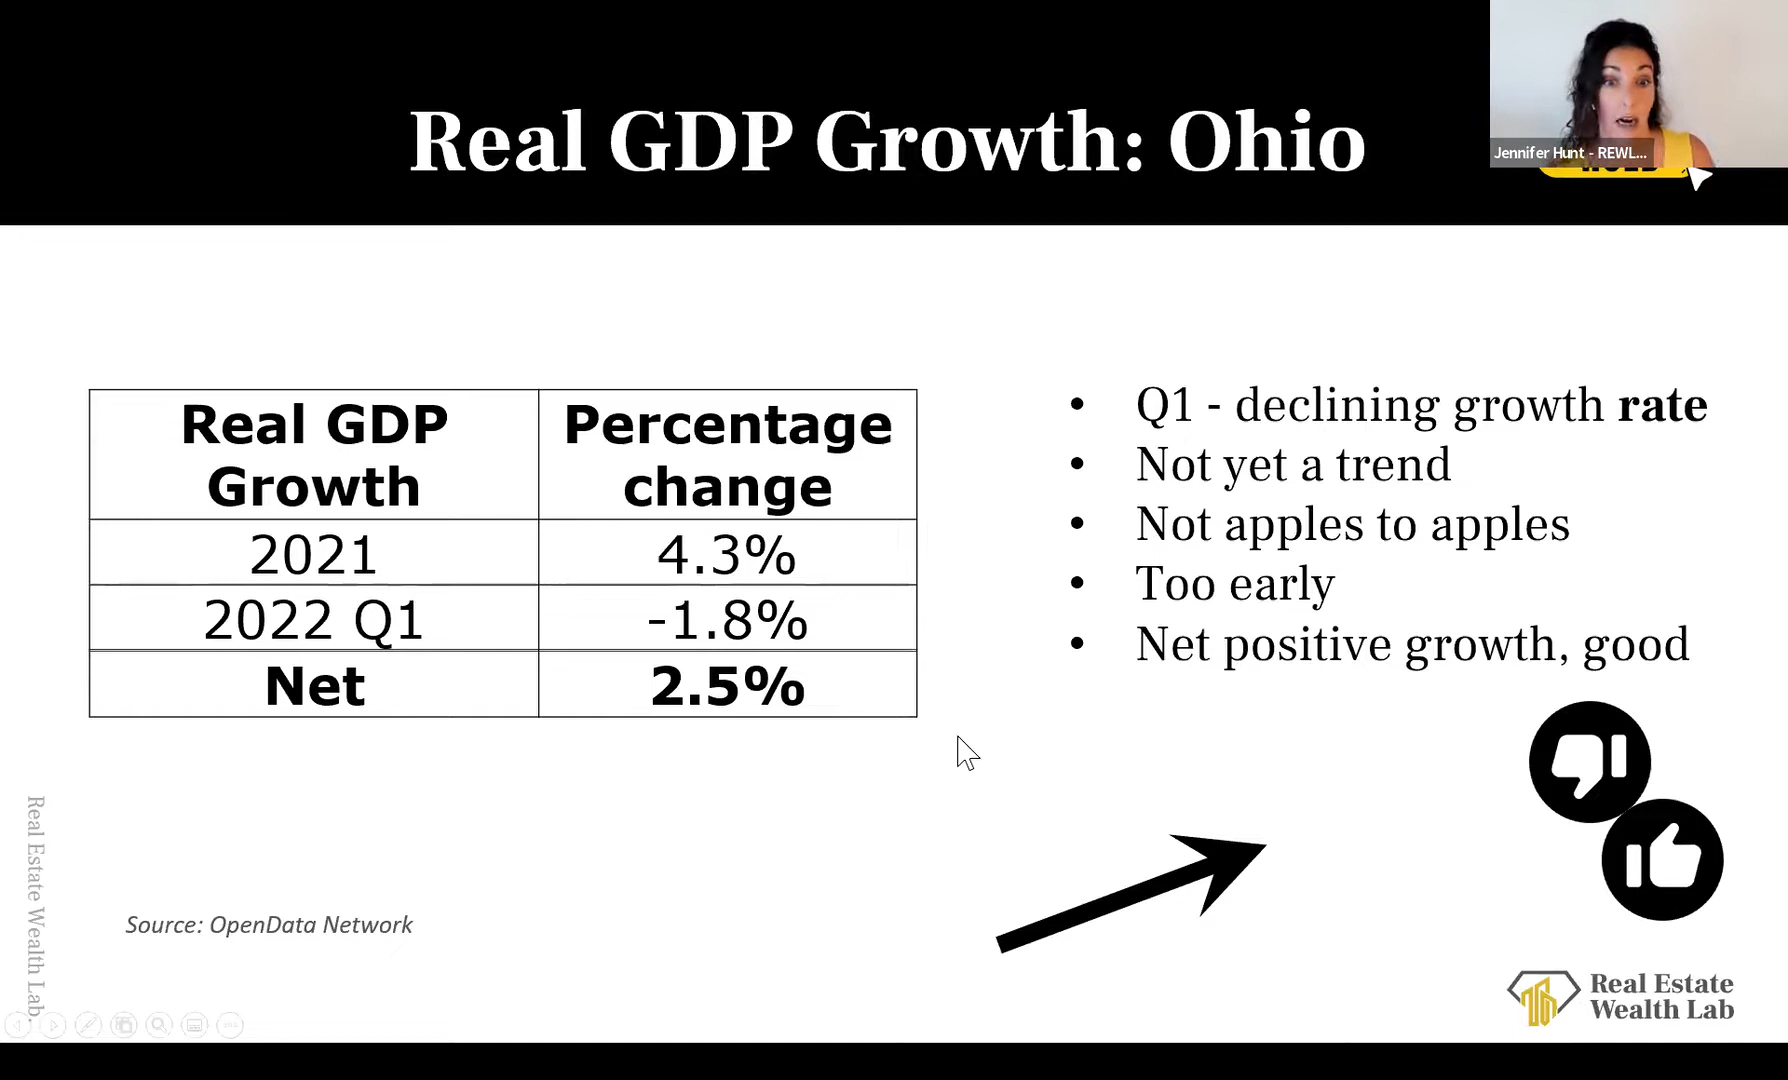 Real GDP Growth: Ohio
Jennifer Hunt - REWL...
Real GDP
Growth
Percentage
change
2021
4.3%
2022 Q1
-1.8%
Net
2.5%
• Q1 - declining growth rate
• Not yet a trend
• Not apples to apples
• Too early
• Net positive growth, good
Real Estate Wealth Lab.
Source: OpenData Network
Real Estate
Wealth Lab